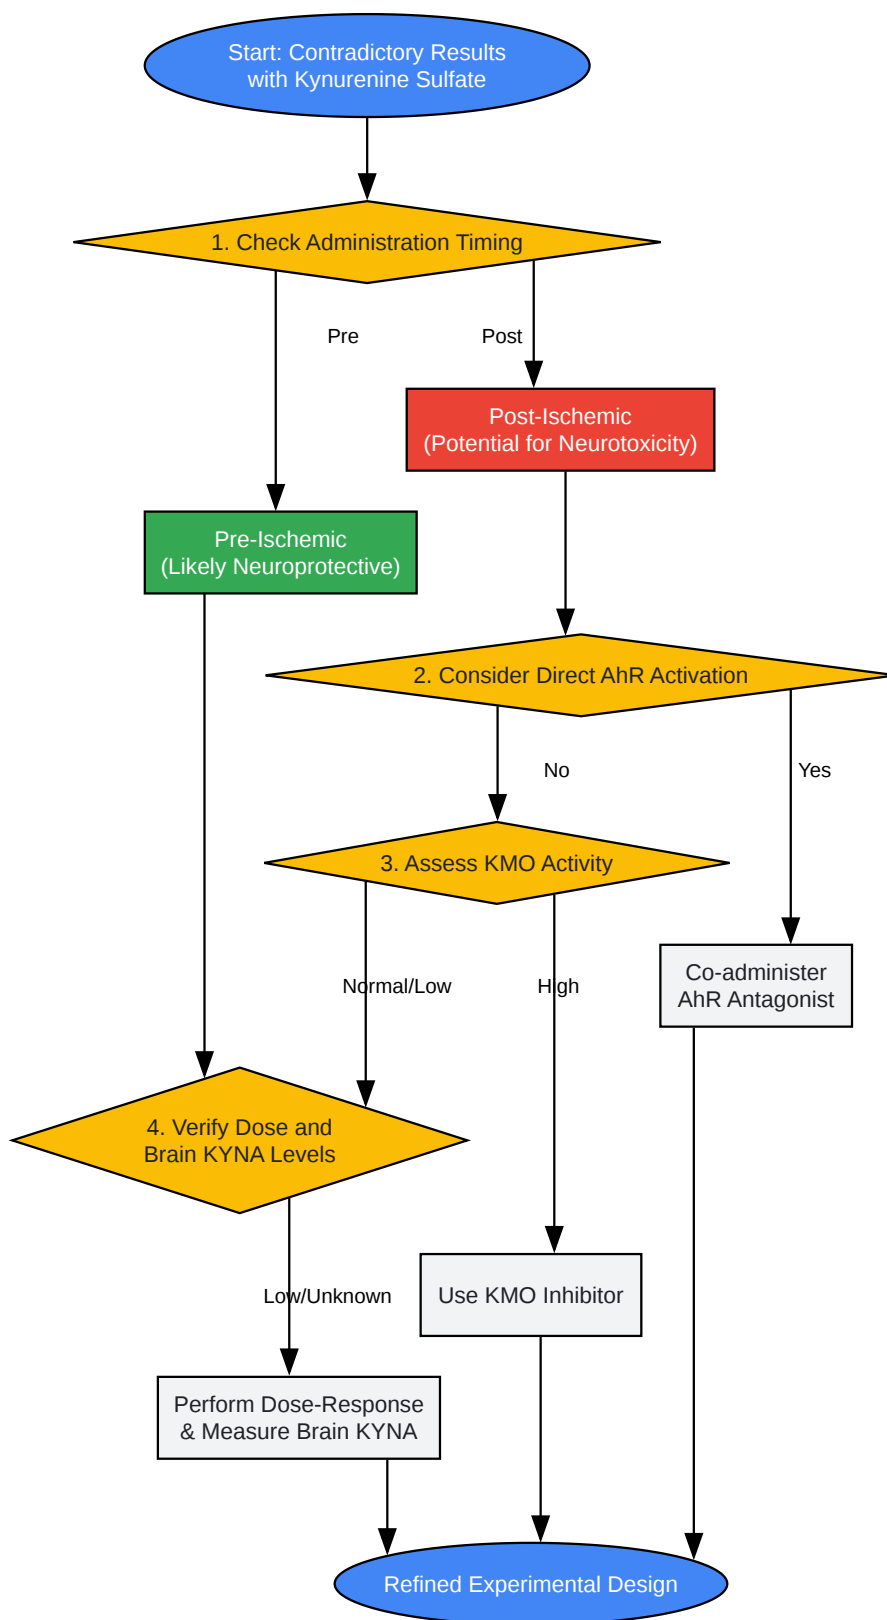 Start: Contradictory Results
with Kynurenine Sulfate
1. Check Administration Timing
Pre
Post
Post-Ischemic
(Potential for Neurotoxicity)
Pre-Ischemic
(Likely Neuroprotective)
2. Consider Direct AhR Activation
No
Yes
3. Assess KMO Activity
Co-administer
AhR Antagonist
Normal/Low
High
4. Verify Dose and
Brain KYNA Levels
Low/Unknown
Use KMO Inhibitor
Perform Dose-Response
& Measure Brain KYNA
Refined Experimental Design